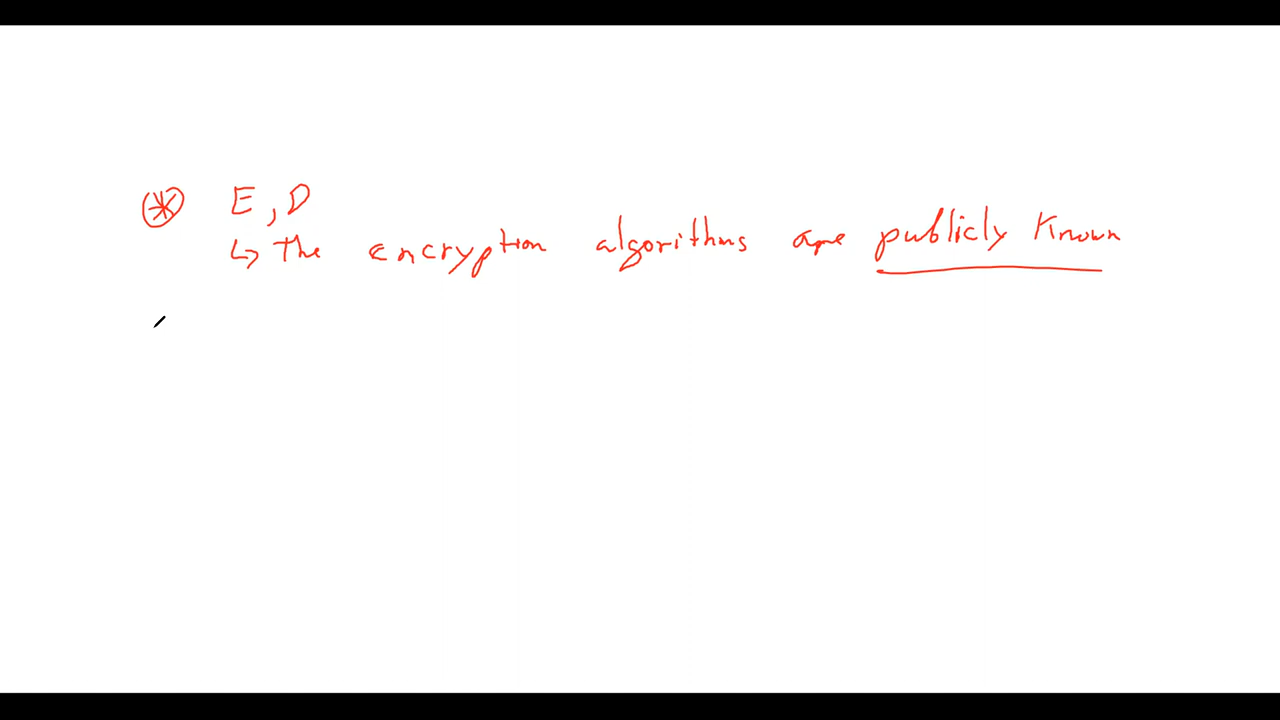 ⊛ E, D
↳ The encryption algorithms are publicly known